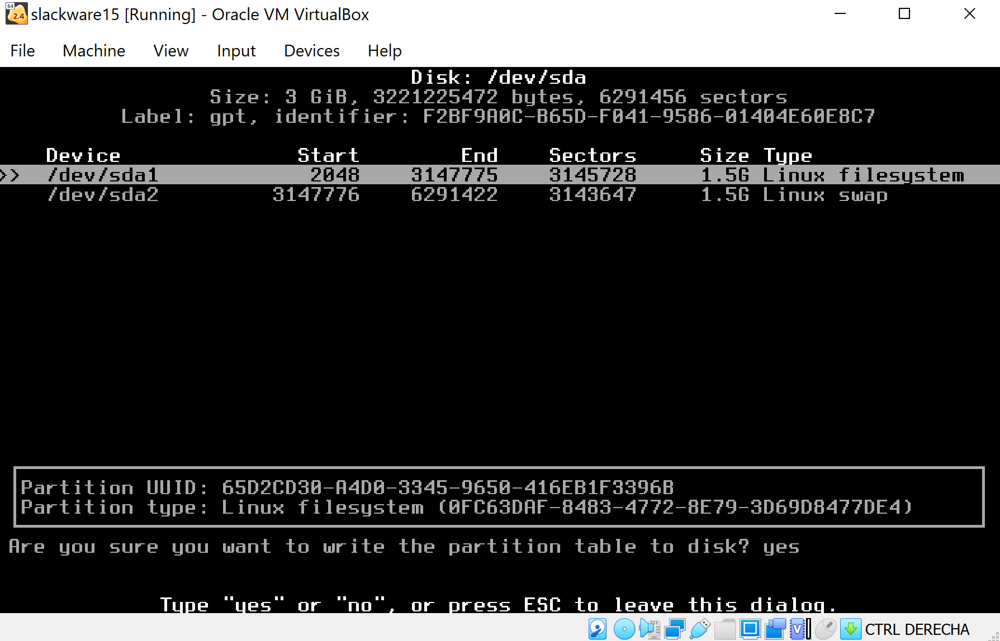 64
2.4
slackware15 [Running] - Oracle VM VirtualBox
File Machine View Input Devices Help
Disk: /dev/sda
Size: 3 GiB, 3221225472 bytes, 6291456 sectors
Label: gpt, identifier: F2BF9A0C-B65D-F041-9586-01404E60E8C7
Device Start End Sectors Size Type
>> /dev/sda1 2048 3147775 3145728 1.5G Linux filesystem
/dev/sda2 3147776 6291422 3143647 1.5G Linux swap
Partition UUID: 65D2CD30-A4D0-3345-9650-416EB1F3396B
Partition type: Linux filesystem (0FC63DAF-8483-4772-8E79-3D69D8477DE4)
Are you sure you want to write the partition table to disk? yes
Type "yes" or "no", or press ESC to leave this dialog.
V
CTRL DERECHA